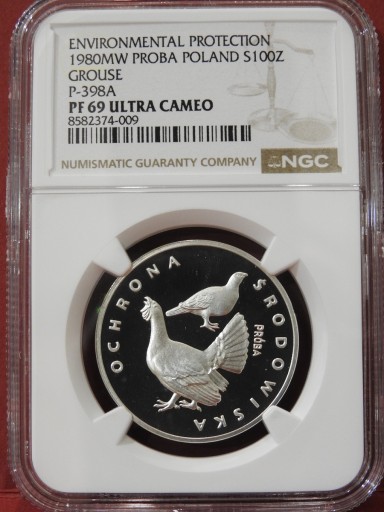 ENVIRONMENTAL PROTECTION
1980MW PROBA POLAND S100Z
GROUSE
P-398A
PF 69 ULTRA CAMEO
8582374-009
NUMISMATIC GUARANTY COMPANY NGC
OCHRONA ŚRODOWISKA
PRÓBA